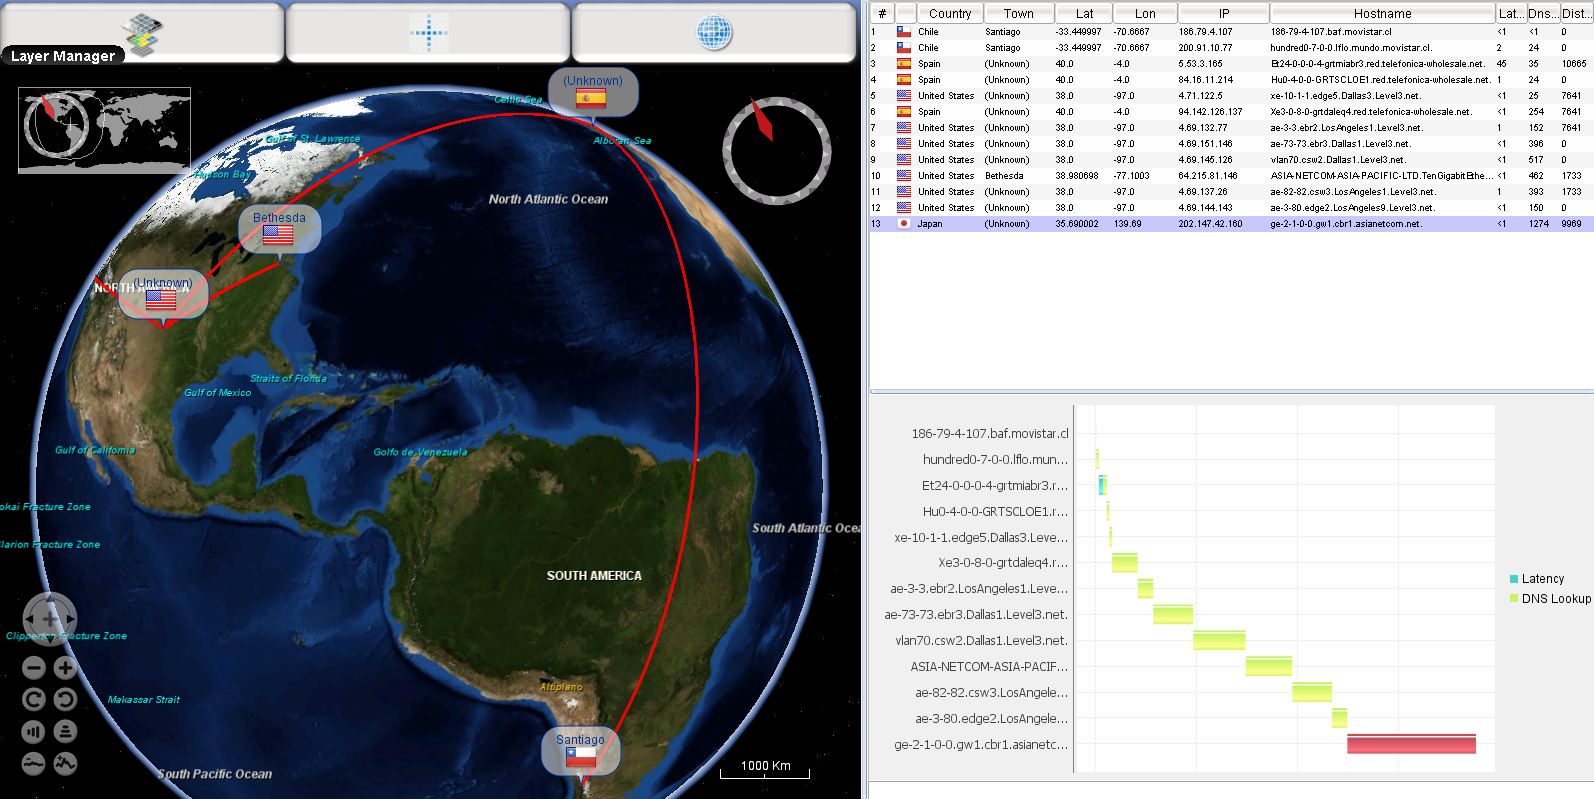 Layer Manager
(Unknown)
Celtic Sea
Gulf of St. Lawrence
Alboran Sea
Hudson Bay
North Atlantic Ocean
Bethesda
(Unknown)
NORTH AMERICA
Straits of Florida
Gulf of Mexico
Gulf of California
Golfo de Venezuela
okai Fracture Zone
South Atlantic Ocea
Clarion Fracture Zone
SOUTH AMERICA
Clipperton Fracture Zone
Altiplano
Makassar Strait
Santiago
South Pacific Ocean
1000 Km
# Country Town Lat Lon IP Hostname Lat... Dns... Dist...
1 Chile Santiago -33.449997 -70.6667 186.79.4.107 186-79-4-107.baf.movistar.cl <1 <1 0
2 Chile Santiago -33.449997 -70.6667 200.91.10.77 hundred0-7-0-0.lflo.mundo.movistar.cl. 2 24 0
3 Spain (Unknown) 40.0 -4.0 5.53.3.165 Et24-0-0-0-4-grtmiabr3.red.telefonica-wholesale.net. 45 35 10665
4 Spain (Unknown) 40.0 -4.0 84.16.11.214 Hu0-4-0-0-GRTSCLOE1.red.telefonica-wholesale.net. 1 24 0
5 United States (Unknown) 38.0 -97.0 4.71.122.5 xe-10-1-1.edge5.Dallas3.Level3.net. <1 25 7641
6 Spain (Unknown) 40.0 -4.0 94.142.126.137 Xe3-0-8-0-grtdaleq4.red.telefonica-wholesale.net. <1 254 7641
7 United States (Unknown) 38.0 -97.0 4.69.132.77 ae-3-3.ebr2.LosAngeles1.Level3.net. 1 152 7641
8 United States (Unknown) 38.0 -97.0 4.69.151.146 ae-73-73.ebr3.Dallas1.Level3.net. <1 396 0
9 United States (Unknown) 38.0 -97.0 4.69.145.126 vlan70.csw2.Dallas1.Level3.net. <1 517 0
10 United States Bethesda 38.980698 -77.1003 64.215.81.146 ASIA-NETCOM-ASIA-PACIFIC-LTD.TenGigabitEthe... <1 462 1733
11 United States (Unknown) 38.0 -97.0 4.69.137.26 ae-82-82.csw3.LosAngeles1.Level3.net. 1 393 1733
12 United States (Unknown) 38.0 -97.0 4.69.144.143 ae-3-80.edge2.LosAngeles9.Level3.net. <1 150 0
13 Japan (Unknown) 35.690002 139.69 202.147.42.160 ge-2-1-0-0.gw1.cbr1.asianetcom.net. <1 1274 9969
186-79-4-107.baf.movistar.cl
hundred0-7-0-0.lflo.mun...
Et24-0-0-0-4-grtmiabr3.r...
Hu0-4-0-0-GRTSCLOE1.r...
xe-10-1-1.edge5.Dallas3.Leve...
Xe3-0-8-0-grtdaleq4.r...
ae-3-3.ebr2.LosAngeles1.Leve...
ae-73-73.ebr3.Dallas1.Level3.net.
vlan70.csw2.Dallas1.Level3.net.
ASIA-NETCOM-ASIA-PACIF...
ae-82-82.csw3.LosAngele...
ae-3-80.edge2.LosAngele...
ge-2-1-0-0.gw1.cbr1.asianetc...
Latency
DNS Lookup